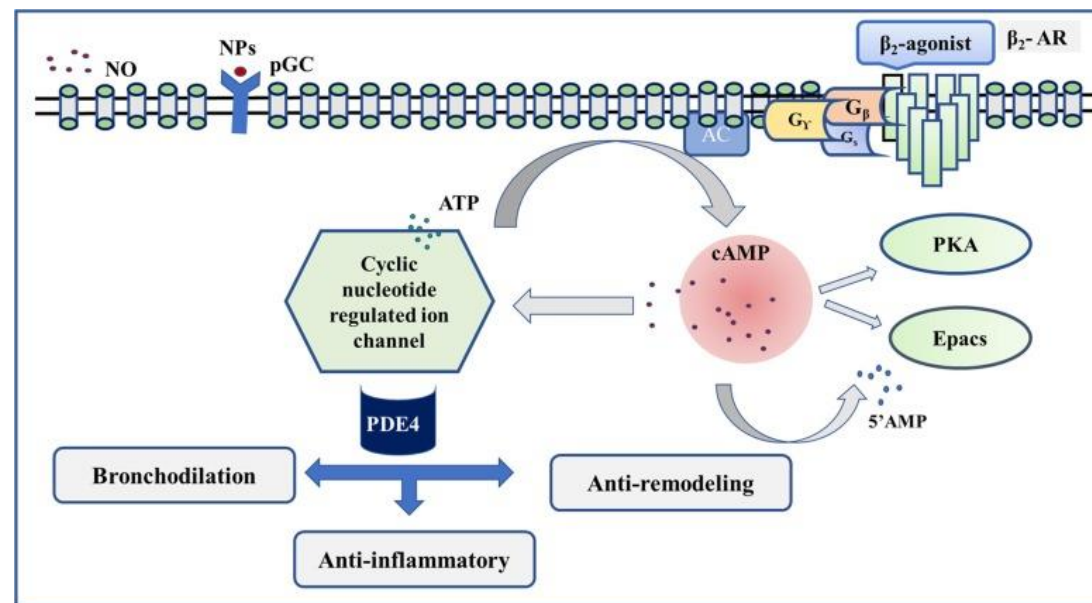 NO
NPs
pGC
β₂-agonist
β₂- AR
Gᵧ
Gᵦ
Gₛ
AC
ATP
cAMP
Cyclic
nucleotide
regulated ion
channel
PKA
Epacs
5’AMP
PDE4
Bronchodilation
Anti-remodeling
Anti-inflammatory